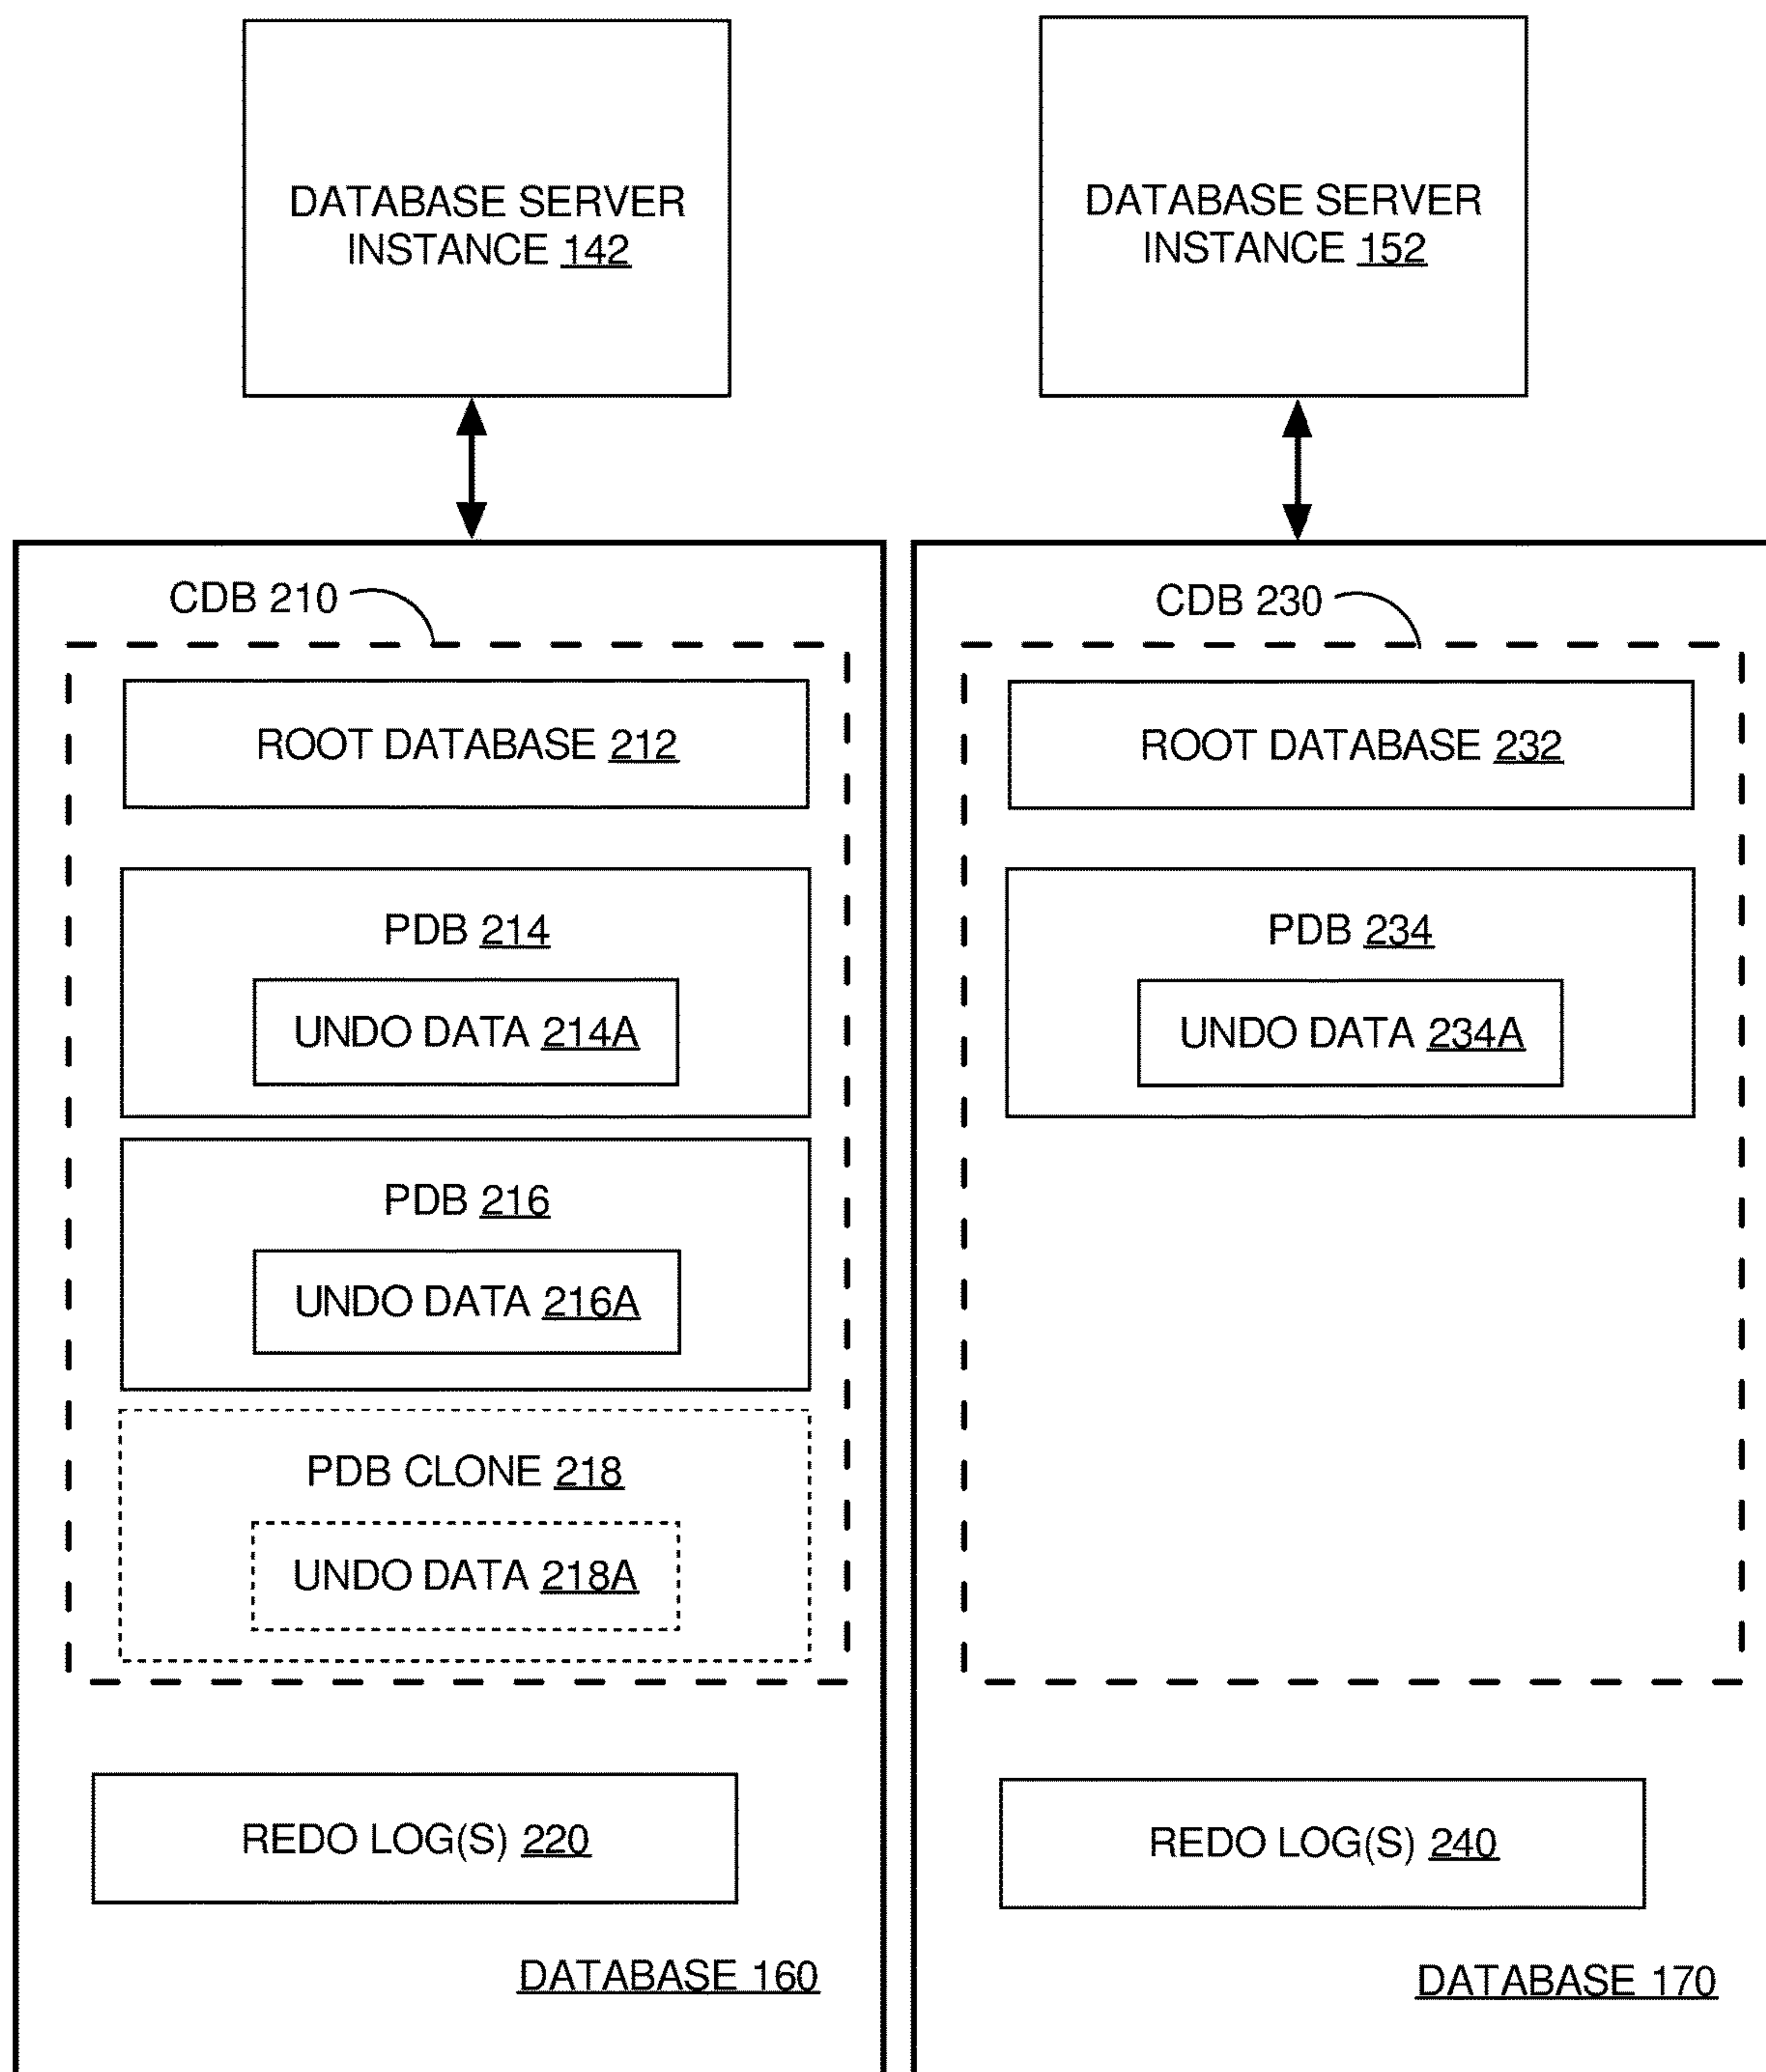 DATABASE SERVER
INSTANCE 142
DATABASE SERVER
INSTANCE 152
CDB 210
ROOT DATABASE 212
PDB 214
UNDO DATA 214A
PDB 216
UNDO DATA 216A
PDB CLONE 218
UNDO DATA 218A
REDO LOG(S) 220
DATABASE 160
CDB 230
ROOT DATABASE 232
PDB 234
UNDO DATA 234A
REDO LOG(S) 240
DATABASE 170